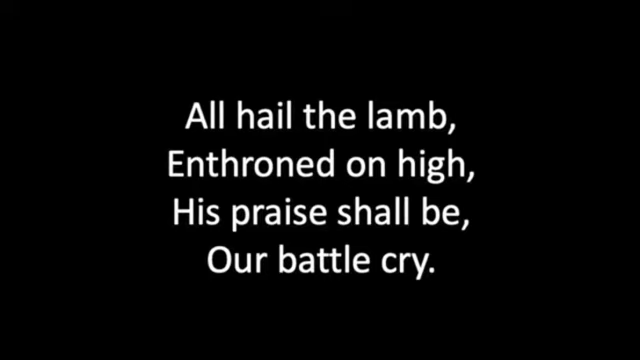 All hail the lamb,
Enthroned on high,
His praise shall be,
Our battle cry.